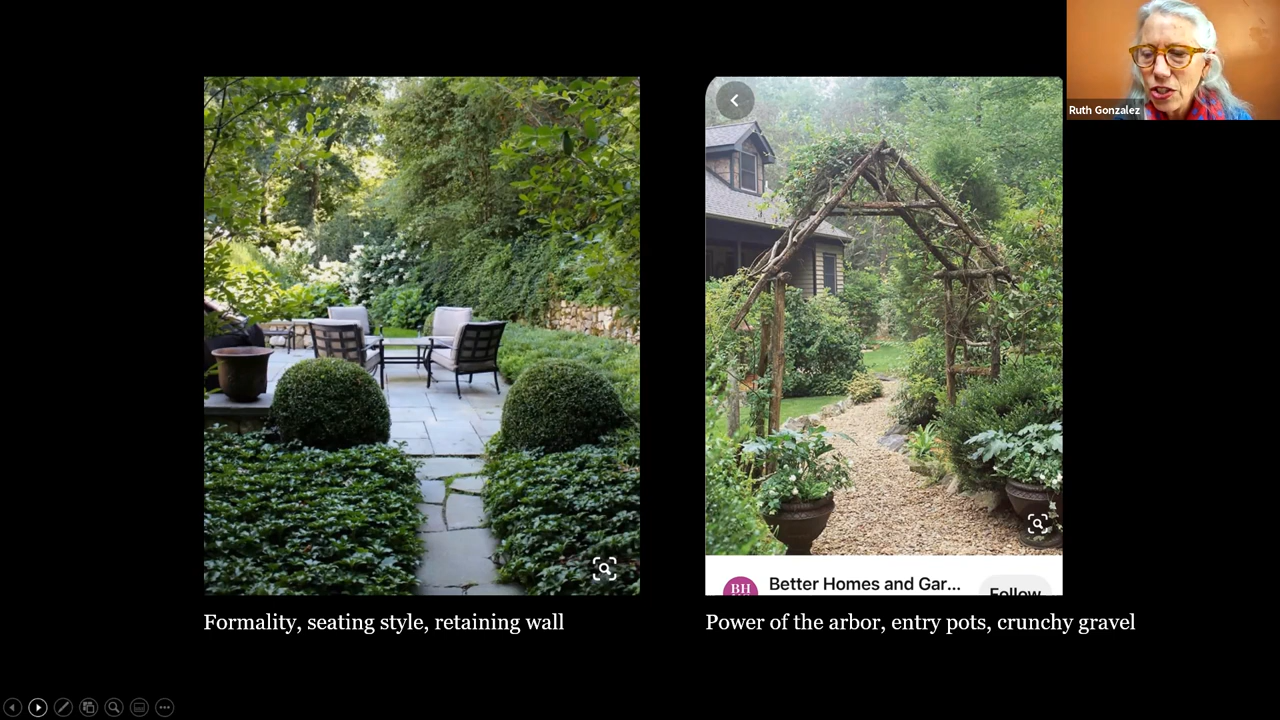 Ruth Gonzalez
BH
Better Homes and Gar...
Follow
Formality, seating style, retaining wall
Power of the arbor, entry pots, crunchy gravel